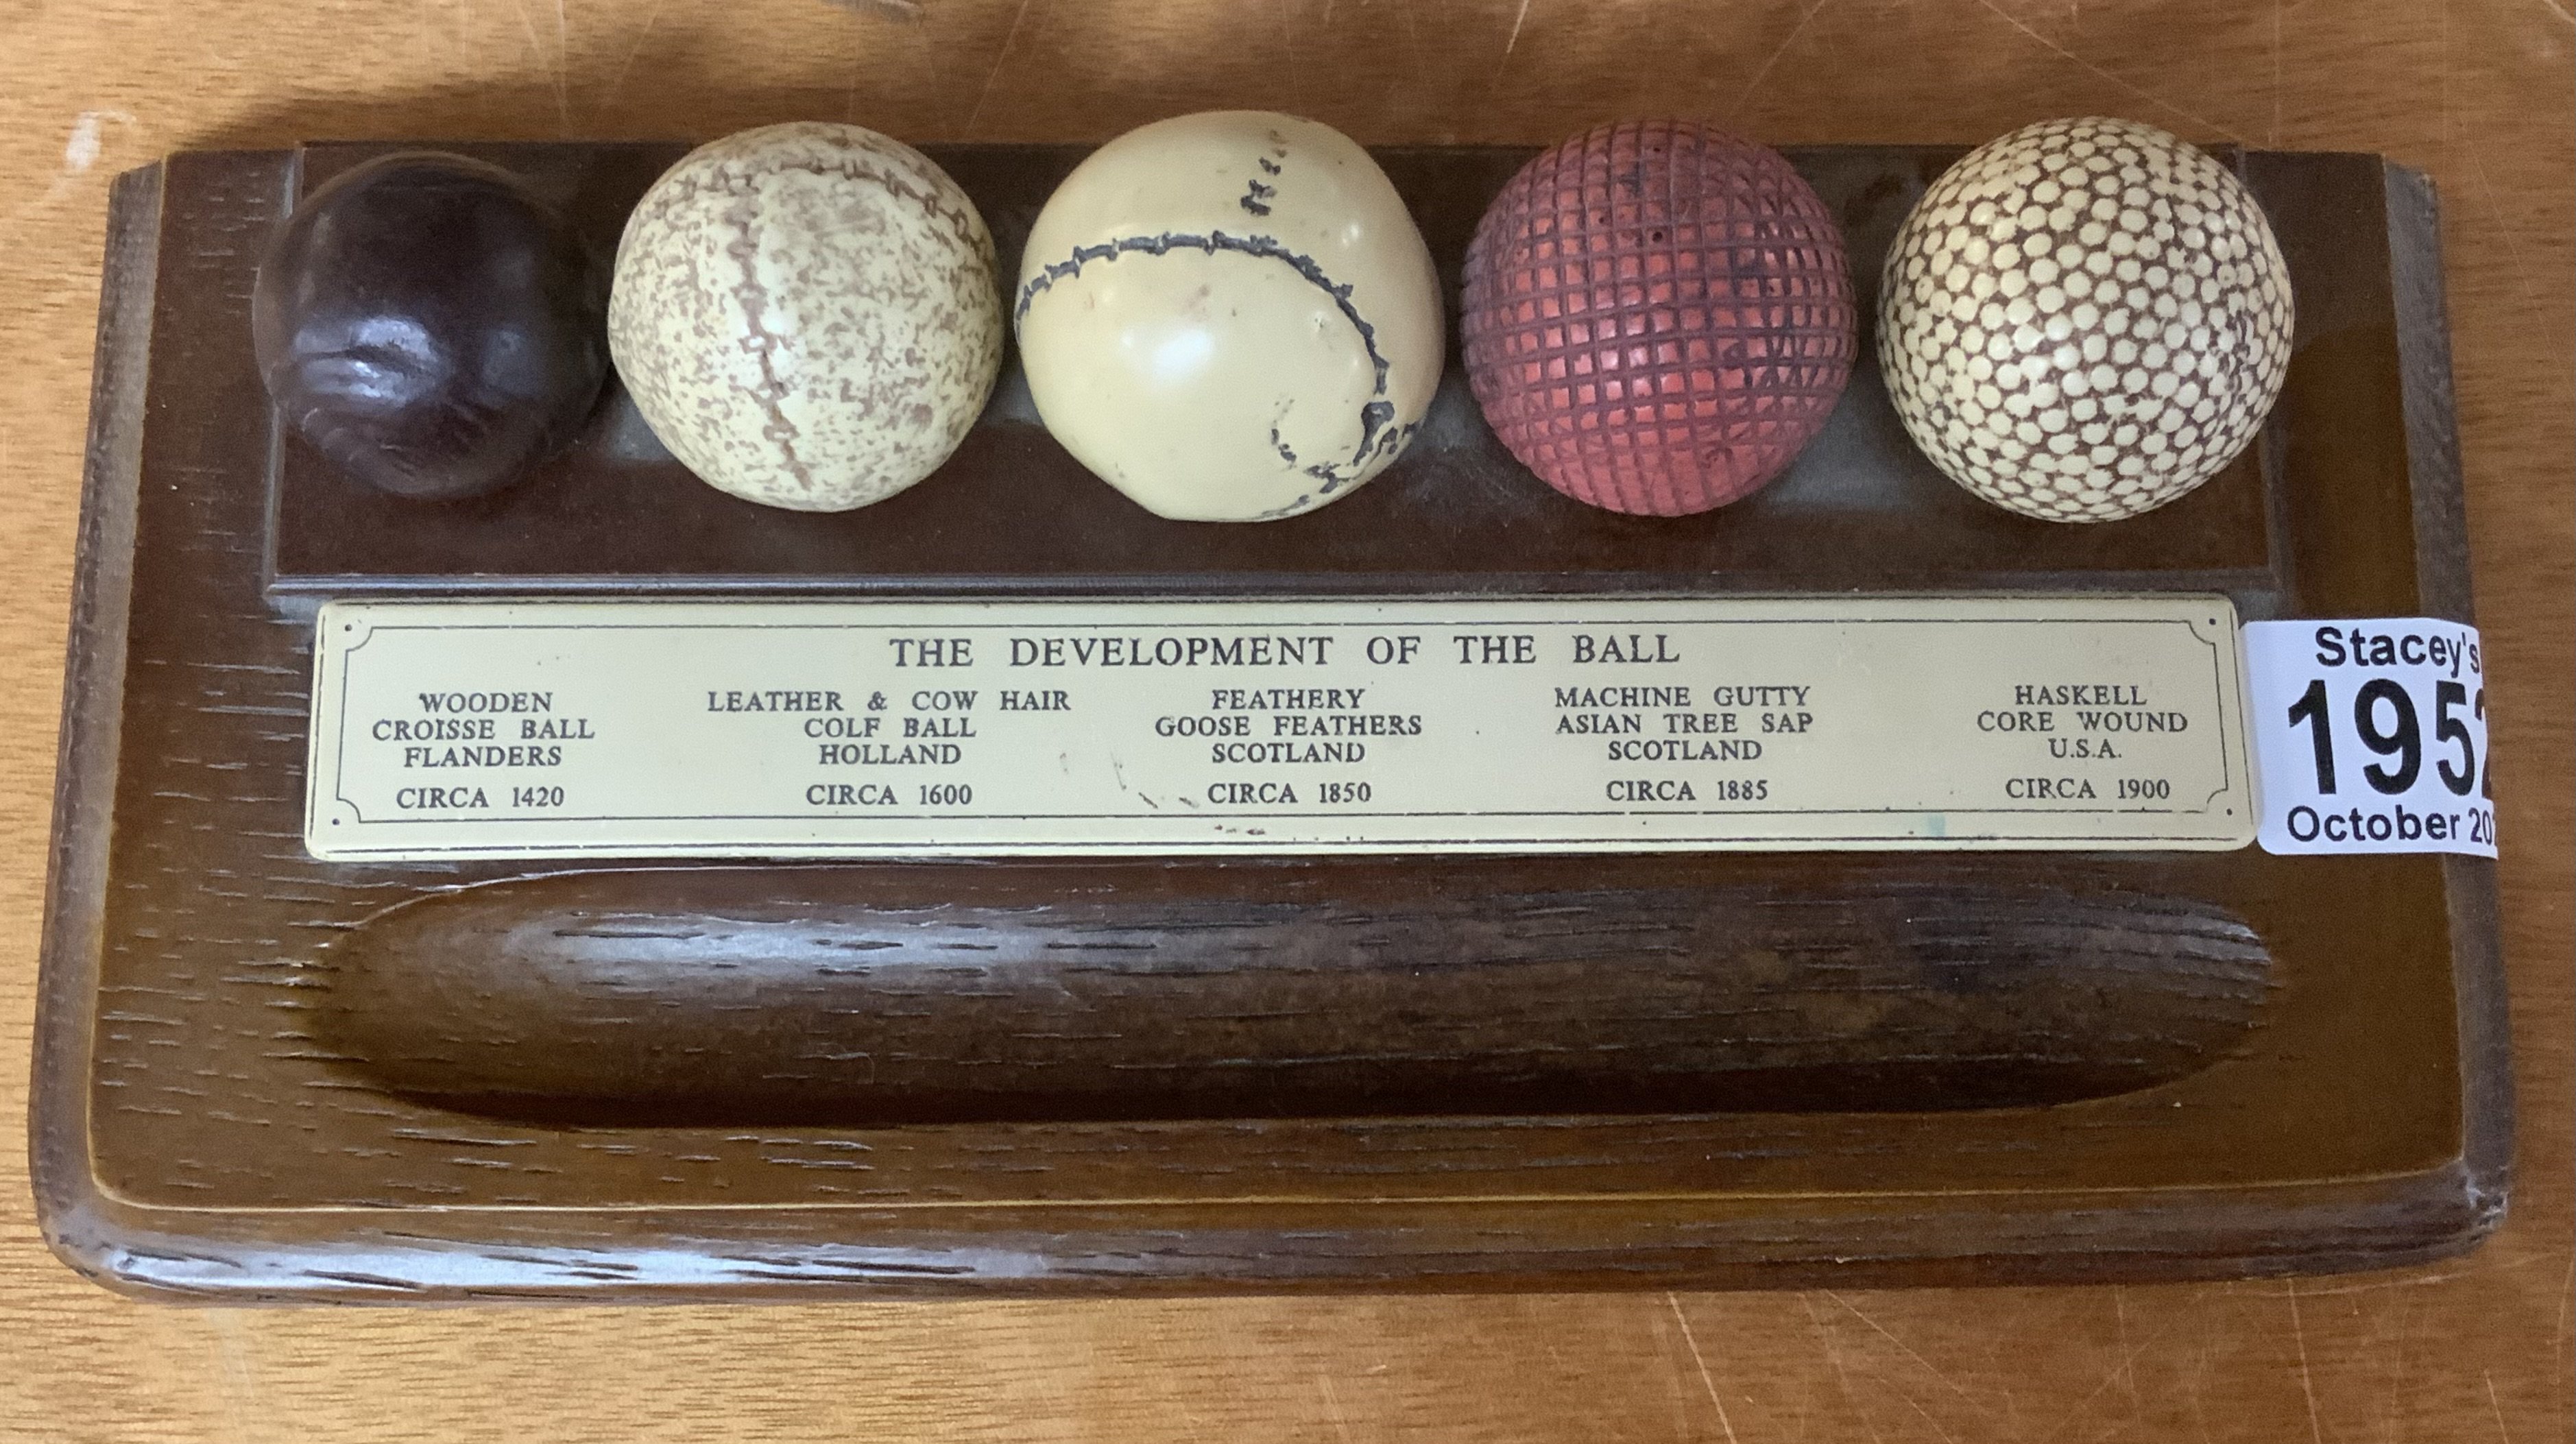 THE DEVELOPMENT OF THE BALL
WOODEN
CROISSE BALL
FLANDERS
CIRCA 1420
LEATHER & COW HAIR
COLF BALL
HOLLAND
CIRCA 1600
FEATHERY
GOOSE FEATHERS
SCOTLAND
CIRCA 1850
MACHINE GUTTY
ASIAN TREE SAP
SCOTLAND
CIRCA 1885
HASKELL
CORE WOUND
U.S.A.
CIRCA 1900
Stacey's
195
October 20